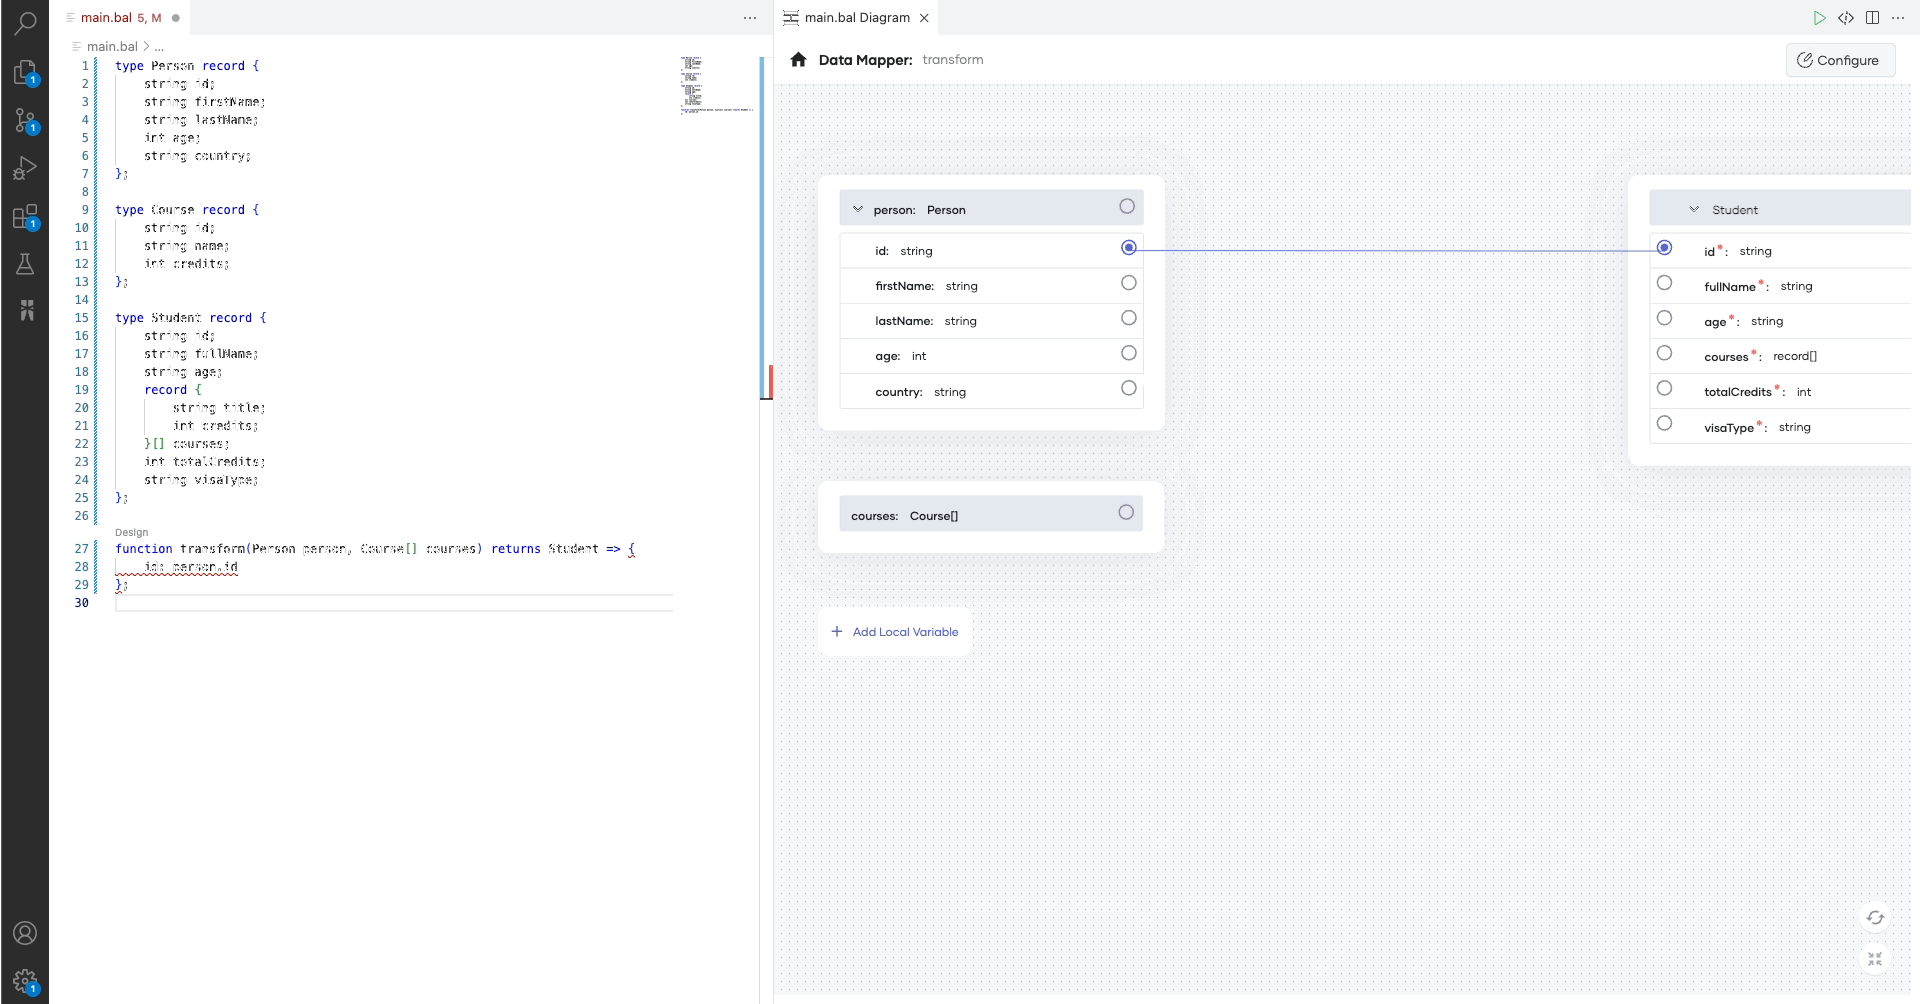 main.bal 5, M
main.bal > ...
1 type Person record {
2 string id;
3 string firstName;
4 string lastName;
5 int age;
6 string country;
7 };
8
9 type Course record {
10 string id;
11 string name;
12 int credits;
13 };
14
15 type Student record {
16 string id;
17 string fullName;
18 string age;
19 record {
20 string title;
21 int credits;
22 }[] courses;
23 int totalCredits;
24 string visaType;
25 };
26
Design
27 function transform(Person person, Course[] courses) returns Student => {
28 id: person.id
29 };
30
1
1
1
1
main.bal Diagram
Data Mapper: transform
Configure
person: Person
id: string
firstName: string
lastName: string
age: int
country: string
courses: Course[]
+ Add Local Variable
Student
id*: string
fullName*: string
age*: string
courses*: record[]
totalCredits*: int
visaType*: string